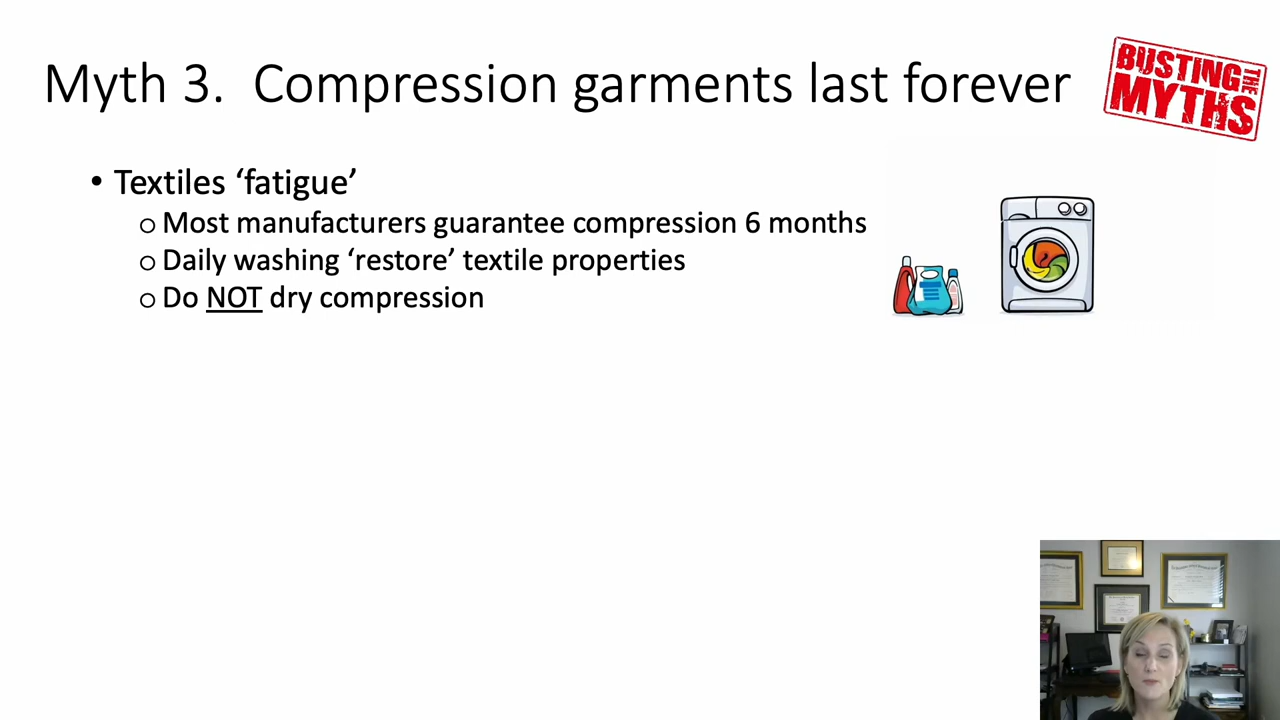 Myth 3. Compression garments last forever
BUSTING THE MYTHS
• Textiles ‘fatigue’
o Most manufacturers guarantee compression 6 months
o Daily washing ‘restore’ textile properties
o Do NOT dry compression